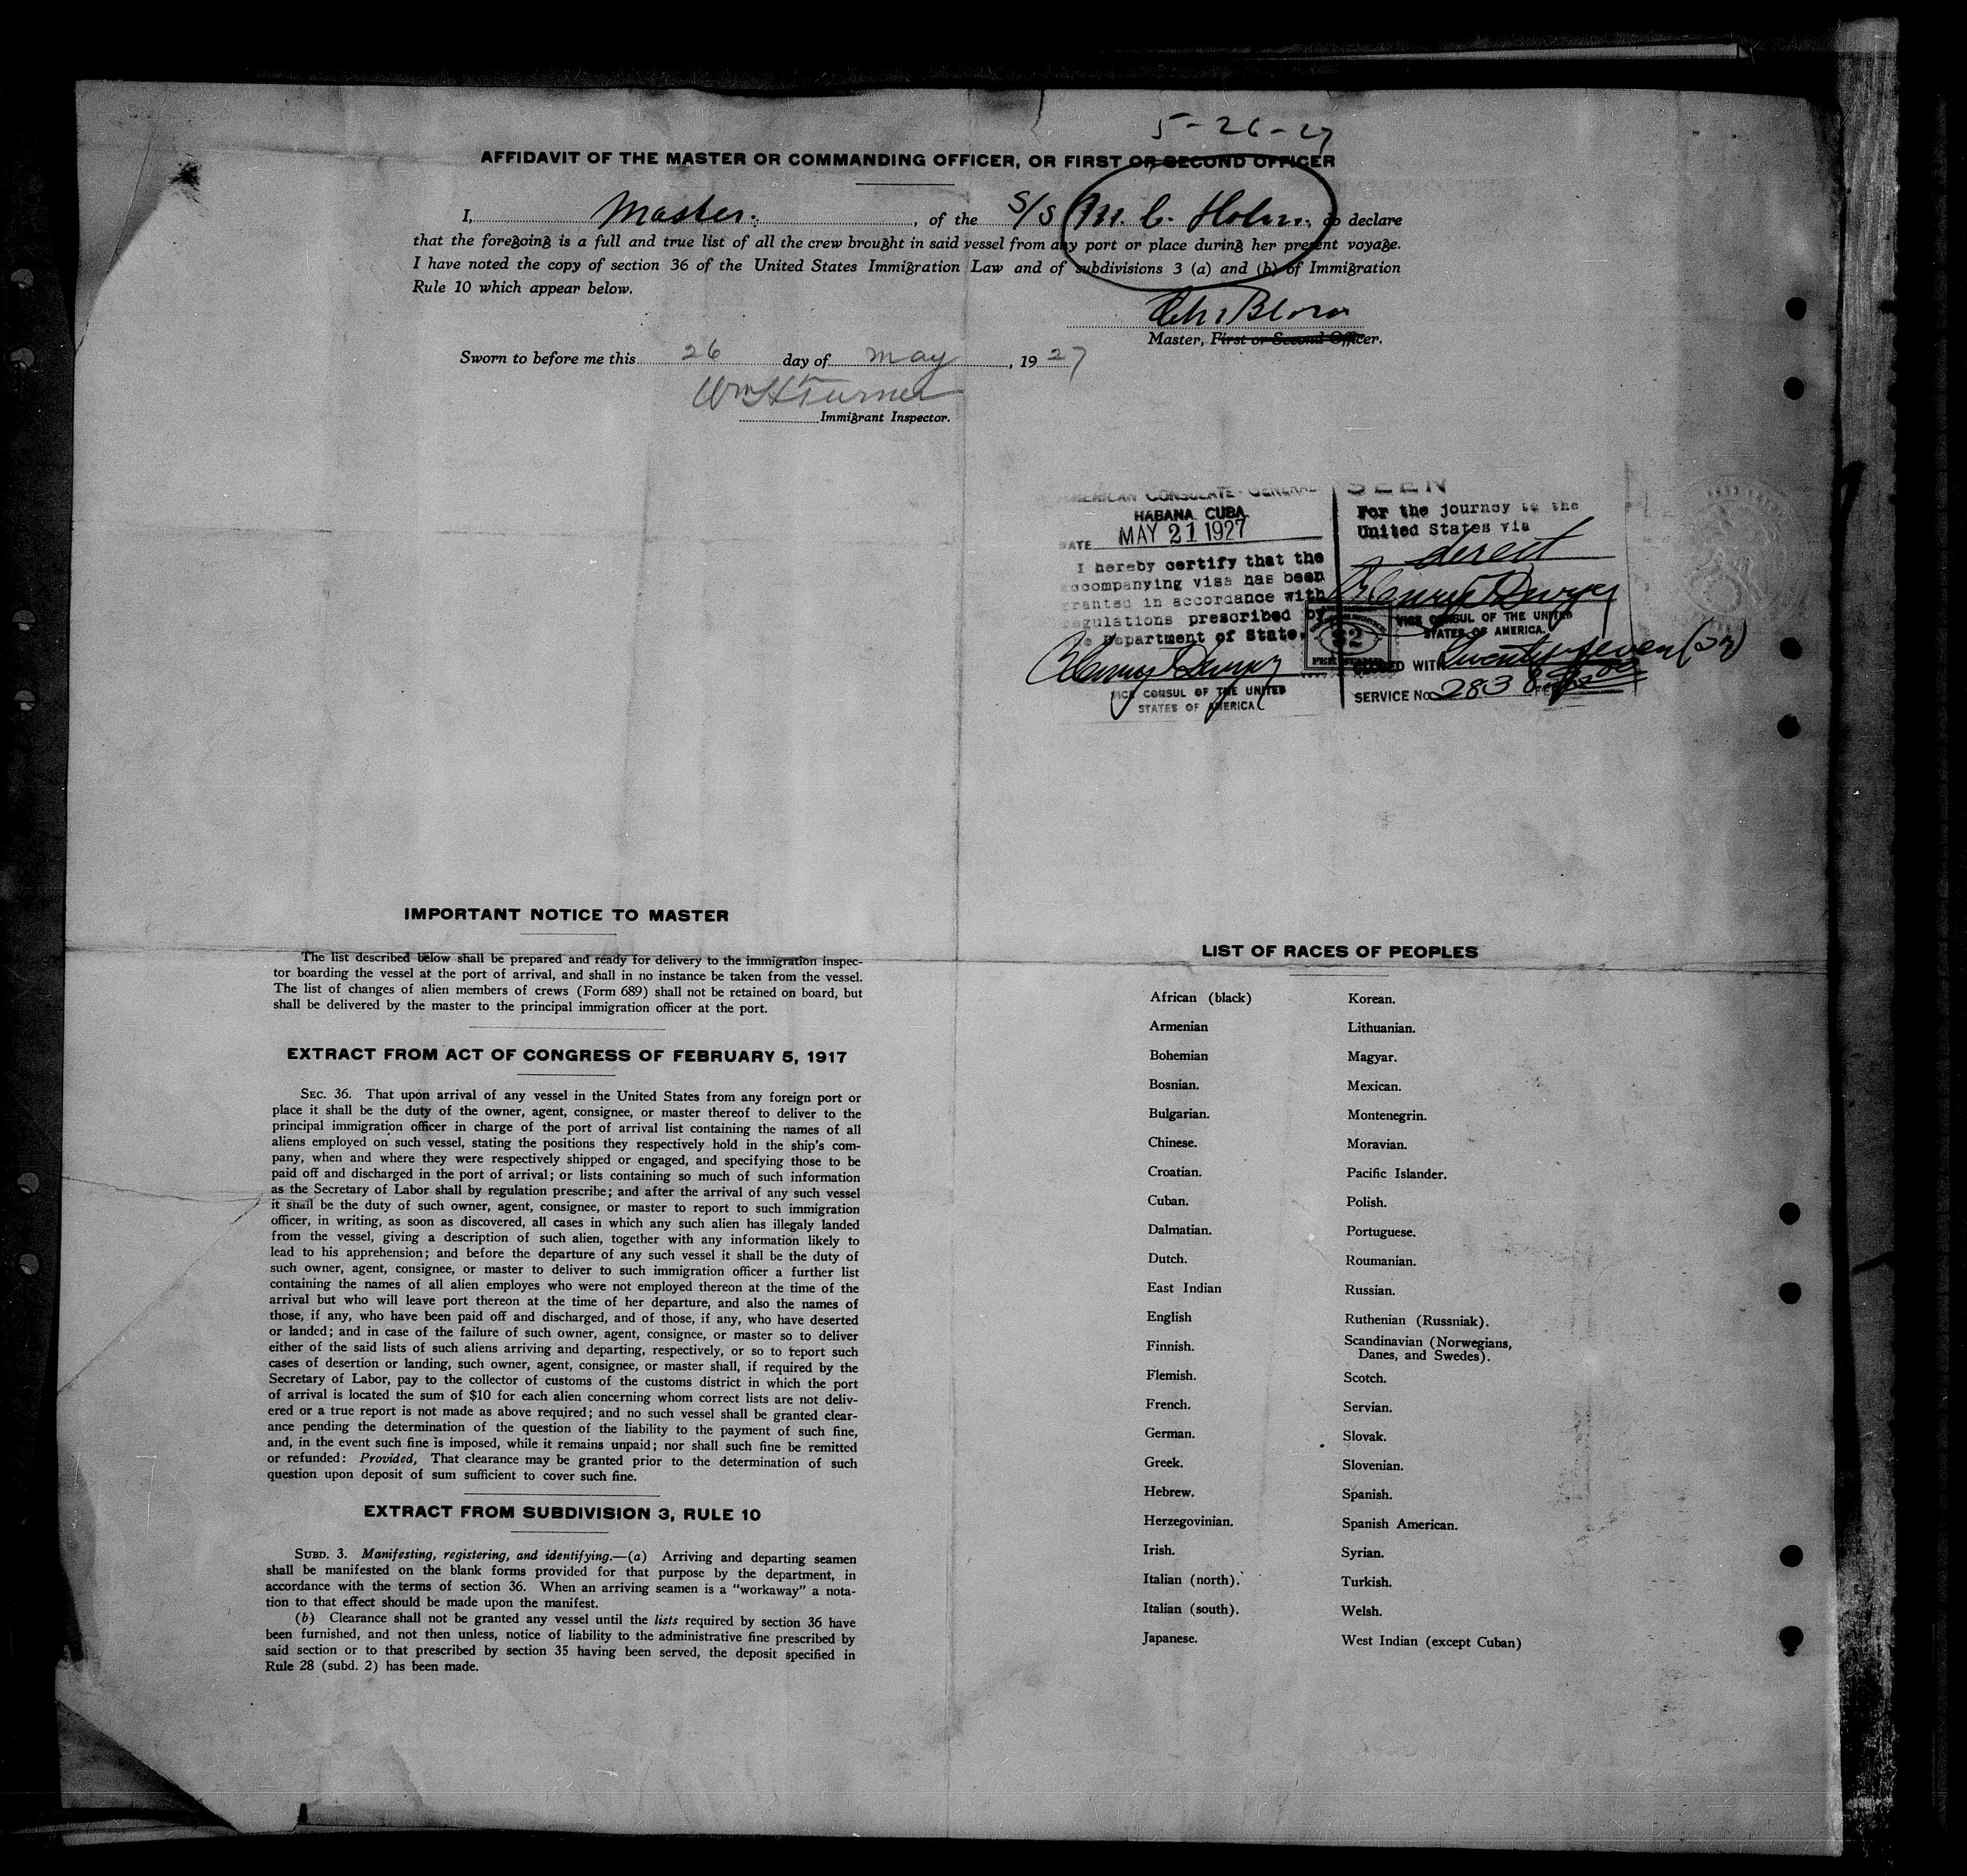 5-26-27
AFFIDAVIT OF THE MASTER OR COMMANDING OFFICER, OR FIRST OR SECOND OFFICER
I, Master. , of the S/S M. C. Holm. do declare
that the foregoing is a full and true list of all the crew brought in said vessel from any port or place during her present voyage.
I have noted the copy of section 36 of the United States Immigration Law and of subdivisions 3 (a) and (b) of Immigration
Rule 10 which appear below.
Master, First or Second Officer.
Sworn to before me this 26 day of May , 19 27
Wm H Turner
Immigrant Inspector.
AMERICAN CONSULATE-GENERAL
HABANA, CUBA.
DATE MAY 21 1927
I hereby certify that the
accompanying visa has been
granted in accordance with
regulations prescribed by
the Department of State.
VICE CONSUL OF THE UNITED
STATES OF AMERICA
SEEN
For the journey to the
United States via
direct
VICE CONSUL OF THE UNITED
STATES OF AMERICA.
$2
WITH Twenty seven (27)
SERVICE No. 2838
IMPORTANT NOTICE TO MASTER
The list described below shall be prepared and ready for delivery to the immigration inspec-
tor boarding the vessel at the port of arrival, and shall in no instance be taken from the vessel.
The list of changes of alien members of crews (Form 689) shall not be retained on board, but
shall be delivered by the master to the principal immigration officer at the port.
EXTRACT FROM ACT OF CONGRESS OF FEBRUARY 5, 1917
SEC. 36. That upon arrival of any vessel in the United States from any foreign port or
place it shall be the duty of the owner, agent, consignee, or master thereof to deliver to the
principal immigration officer in charge of the port of arrival list containing the names of all
aliens employed on such vessel, stating the positions they respectively hold in the ship's com-
pany, when and where they were respectively shipped or engaged, and specifying those to be
paid off and discharged in the port of arrival; or lists containing so much of such information
as the Secretary of Labor shall by regulation prescribe; and after the arrival of any such vessel
it shall be the duty of such owner, agent, consignee, or master to report to such immigration
officer, in writing, as soon as discovered, all cases in which any such alien has illegaly landed
from the vessel, giving a description of such alien, together with any information likely to
lead to his apprehension; and before the departure of any such vessel it shall be the duty of
such owner, agent, consignee, or master to deliver to such immigration officer a further list
containing the names of all alien employes who were not employed thereon at the time of the
arrival but who will leave port thereon at the time of her departure, and also the names of
those, if any, who have been paid off and discharged, and of those, if any, who have deserted
or landed; and in case of the failure of such owner, agent, consignee, or master so to deliver
either of the said lists of such aliens arriving and departing, respectively, or so to report such
cases of desertion or landing, such owner, agent, consignee, or master shall, if required by the
Secretary of Labor, pay to the collector of customs of the customs district in which the port
of arrival is located the sum of $10 for each alien concerning whom correct lists are not deliv-
ered or a true report is not made as above required; and no such vessel shall be granted clear-
ance pending the determination of the question of the liability to the payment of such fine,
and, in the event such fine is imposed, while it remains unpaid; nor shall such fine be remitted
or refunded: Provided, That clearance may be granted prior to the determination of such
question upon deposit of sum sufficient to cover such fine.
EXTRACT FROM SUBDIVISION 3, RULE 10
SUBD. 3. Manifesting, registering, and identifying.—(a) Arriving and departing seamen
shall be manifested on the blank forms provided for that purpose by the department, in
accordance with the terms of section 36. When an arriving seamen is a "workaway" a nota-
tion to that effect should be made upon the manifest.
(b) Clearance shall not be granted any vessel until the lists required by section 36 have
been furnished, and not then unless, notice of liability to the administrative fine prescribed by
said section or to that prescribed by section 35 having been served, the deposit specified in
Rule 28 (subd. 2) has been made.
LIST OF RACES OF PEOPLES
African (black)
Armenian
Bohemian
Bosnian.
Bulgarian.
Chinese.
Croatian.
Cuban.
Dalmatian.
Dutch.
East Indian
English
Finnish.
Flemish.
French.
German.
Greek.
Hebrew.
Herzegovinian.
Irish.
Italian (north).
Italian (south).
Japanese.
Korean.
Lithuanian.
Magyar.
Mexican.
Montenegrin.
Moravian.
Pacific Islander.
Polish.
Portuguese.
Roumanian.
Russian.
Ruthenian (Russniak).
Scandinavian (Norwegians,
Danes, and Swedes).
Scotch.
Servian.
Slovak.
Slovenian.
Spanish.
Spanish American.
Syrian.
Turkish.
Welsh.
West Indian (except Cuban)